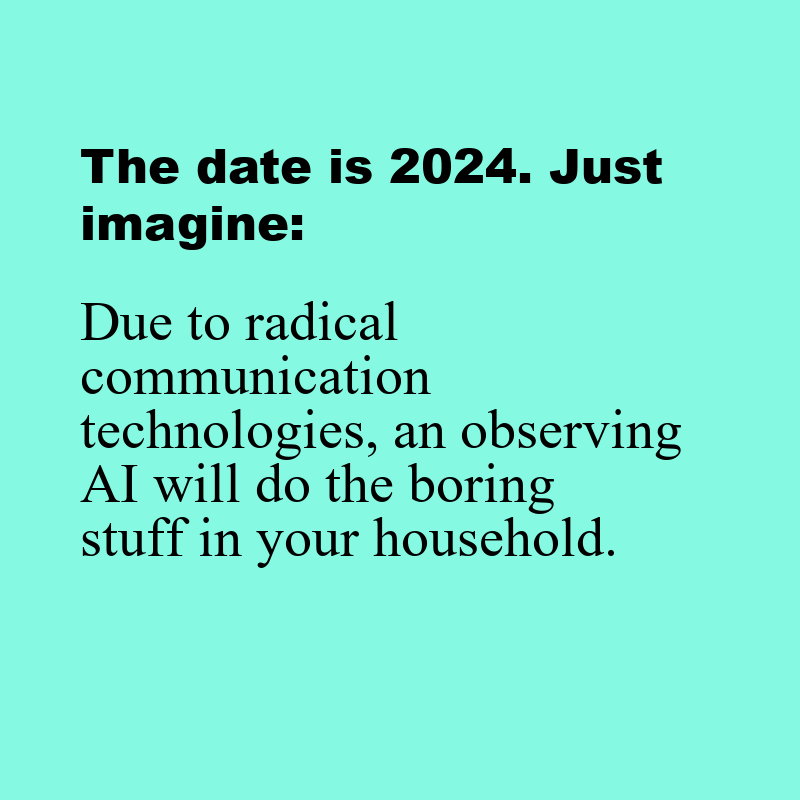 The date is 2024. Just
imagine:
Due to radical
communication
technologies, an observing
AI will do the boring
stuff in your household.